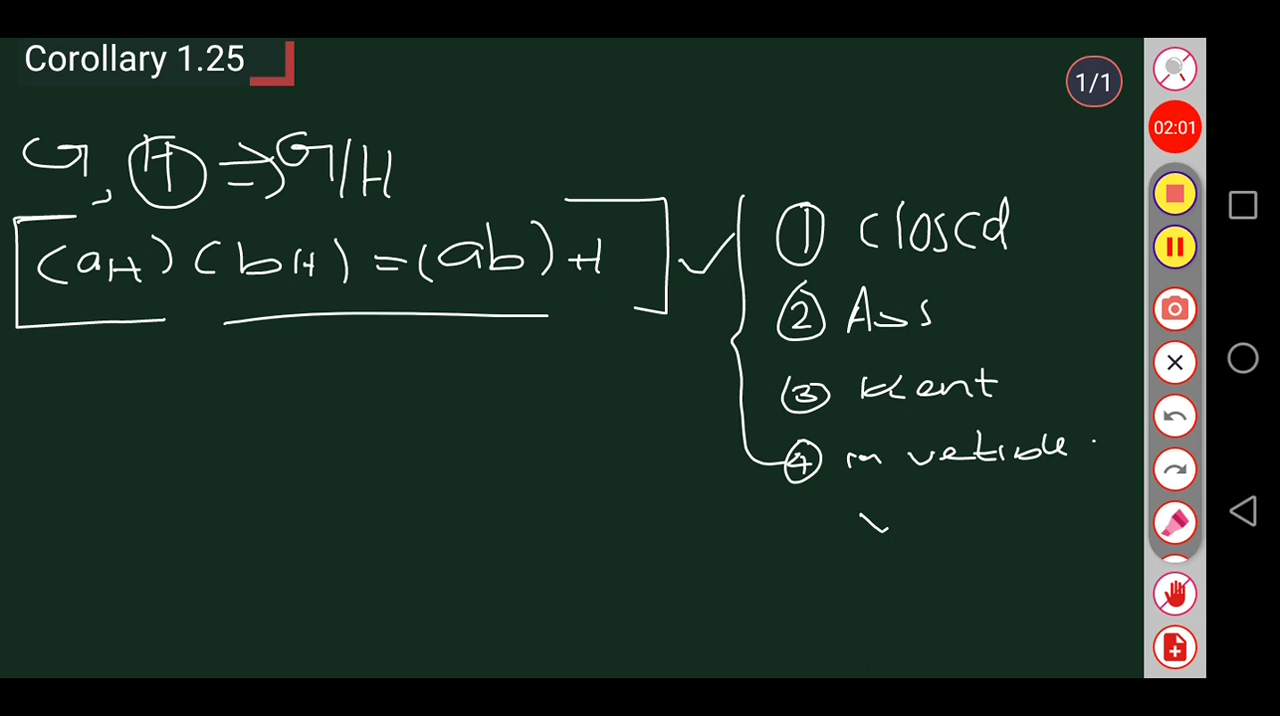 Corollary 1.25
1/1
G, H ⇒ G/H
02:01
(aH) (bH) = (ab) H
① closed
② Ass
③ Ident
④ invertible.